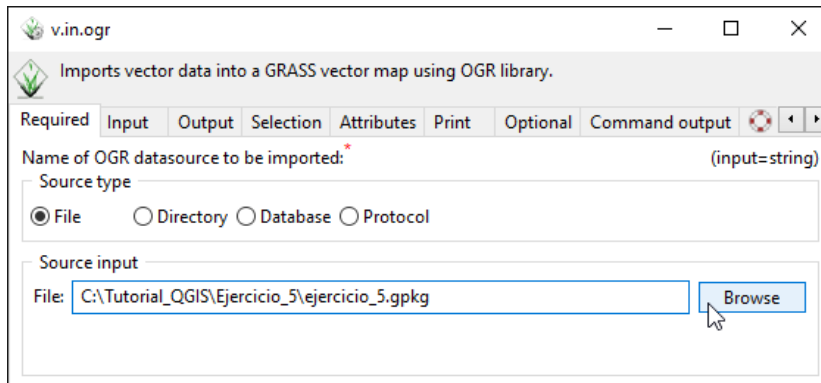 v.in.ogr
Imports vector data into a GRASS vector map using OGR library.
Required Input Output Selection Attributes Print Optional Command output
Name of OGR datasource to be imported:* (input=string)
Source type
File Directory Database Protocol
Source input
File: C:\Tutorial_QGIS\Ejercicio_5\ejercicio_5.gpkg Browse